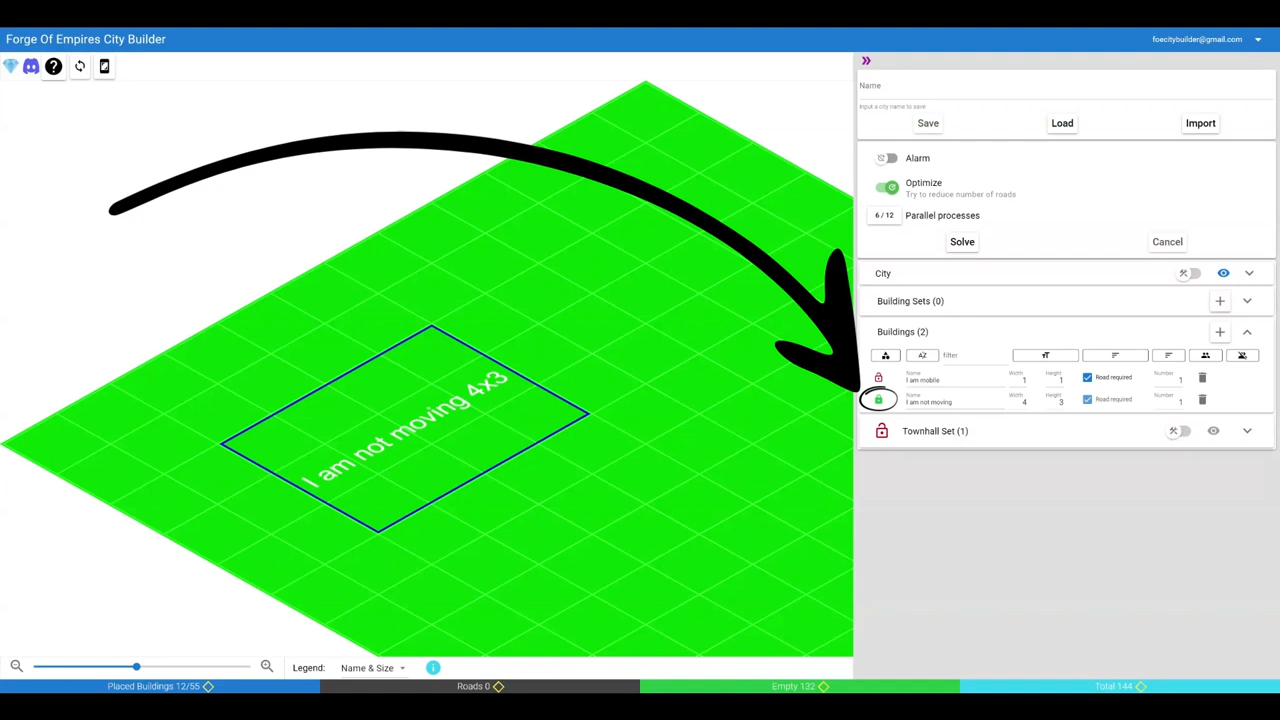 Forge Of Empires City Builder
foecitybuilder@gmail.com
Name
Input a city name to save
Save Load Import
Alarm
Optimize
Try to reduce number of roads
6 / 12 Parallel processes
Solve Cancel
City
Building Sets (0)
Buildings (2)
AZ filter TT
Name Width Height Number
I am mobile 1 1 Road required 1
Name Width Height Number
I am not moving 4 3 Road required 1
Townhall Set (1)
I am not moving 4x3
Legend: Name & Size
Placed Buildings 12/55 Roads 0 Empty 132 Total 144